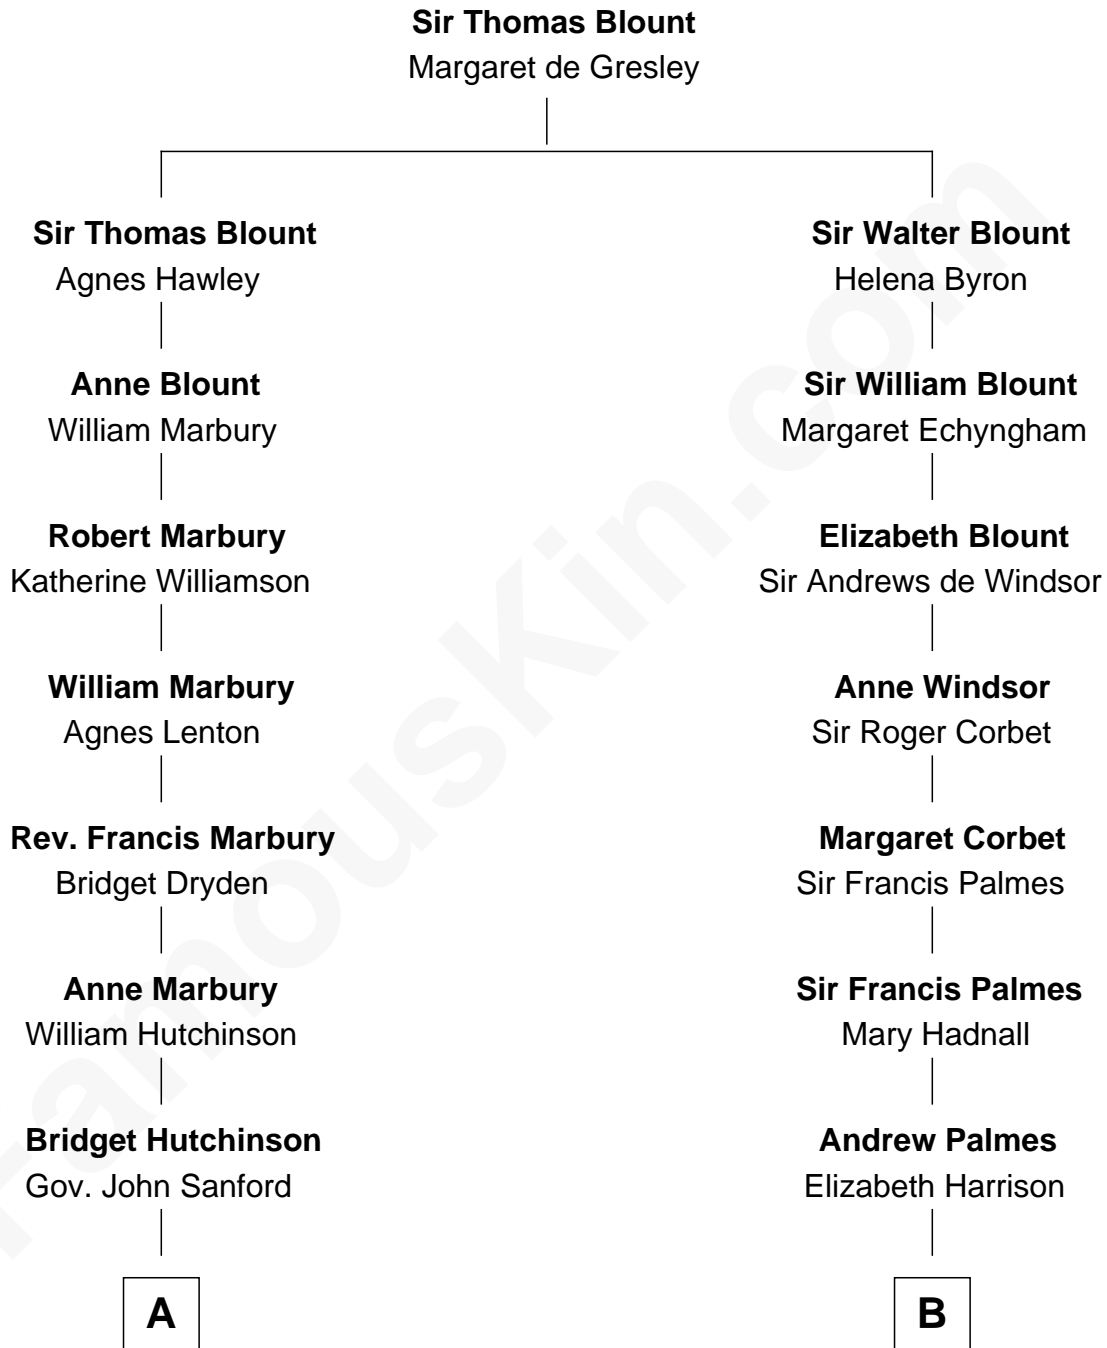 Sir Thomas Blount
Margaret de Gresley
Sir Thomas Blount
Agnes Hawley
Anne Blount
William Marbury
Robert Marbury
Katherine Williamson
William Marbury
Agnes Lenton
Rev. Francis Marbury
Bridget Dryden
Anne Marbury
William Hutchinson
Bridget Hutchinson
Gov. John Sanford
A
Sir Walter Blount
Helena Byron
Sir William Blount
Margaret Echyngham
Elizabeth Blount
Sir Andrews de Windsor
Anne Windsor
Sir Roger Corbet
Margaret Corbet
Sir Francis Palmes
Sir Francis Palmes
Mary Hadnall
Andrew Palmes
Elizabeth Harrison
B
FamousKin.com